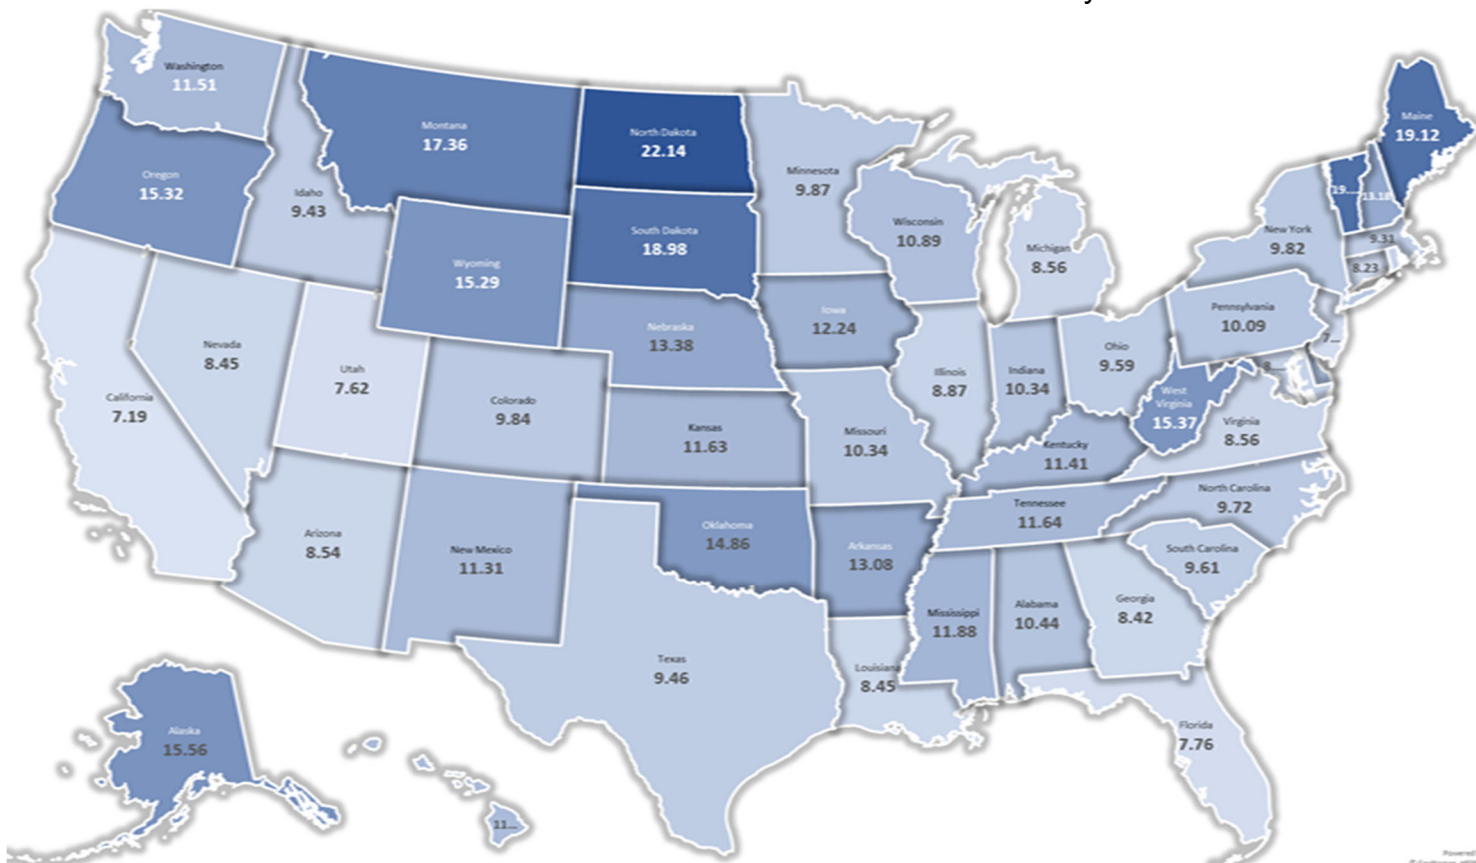 Washington
11.51
Montana
17.36
North Dakota
22.14
Minnesota
9.87
Maine
19.12
Oregon
15.32
Idaho
9.43
Wyoming
15.29
South Dakota
18.98
Wisconsin
10.89
Michigan
8.56
New York
9.82
19....
13.18
9.31
8.23
Nevada
8.45
Utah
7.62
Colorado
9.84
Nebraska
13.38
Iowa
12.24
Illinois
8.87
Indiana
10.34
Ohio
9.59
Pennsylvania
10.09
7...
8....
California
7.19
Kansas
11.63
Missouri
10.34
Kentucky
11.41
West
Virginia
15.37
Virginia
8.56
Arizona
8.54
New Mexico
11.31
Oklahoma
14.86
Arkansas
13.08
Tennessee
11.64
North Carolina
9.72
South Carolina
9.61
Texas
9.46
Louisiana
8.45
Mississippi
11.88
Alabama
10.44
Georgia
8.42
Florida
7.76
Alaska
15.56
11...
Powered